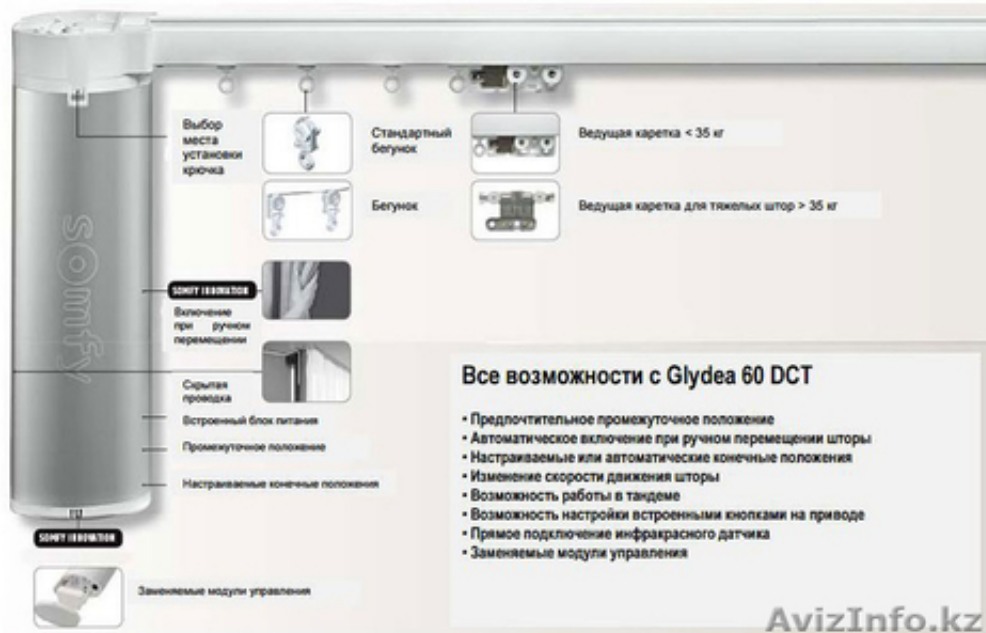 Выбор
места
установки
крючка
Стандартный
бегунок
Ведущая каретка < 35 кг
Бегунок
Ведущая каретка для тяжелых штор > 35 кг
somfy
SOMFY INNOVATION
Включение
при ручном
перемещении
Скрытая
проводка
Встроенный блок питания
Промежуточное положение
Настраиваемые конечные положения
SOMFY INNOVATION
Заменяемые модули управления
Все возможности с Glydea 60 DCT
• Предпочтительное промежуточное положение
• Автоматическое включение при ручном перемещении шторы
• Настраиваемые или автоматические конечные положения
• Изменение скорости движения шторы
• Возможность работы в тандеме
• Возможность настройки встроенными кнопками на приводе
• Прямое подключение инфракрасного датчика
• Заменяемые модули управления
AvizInfo.kz